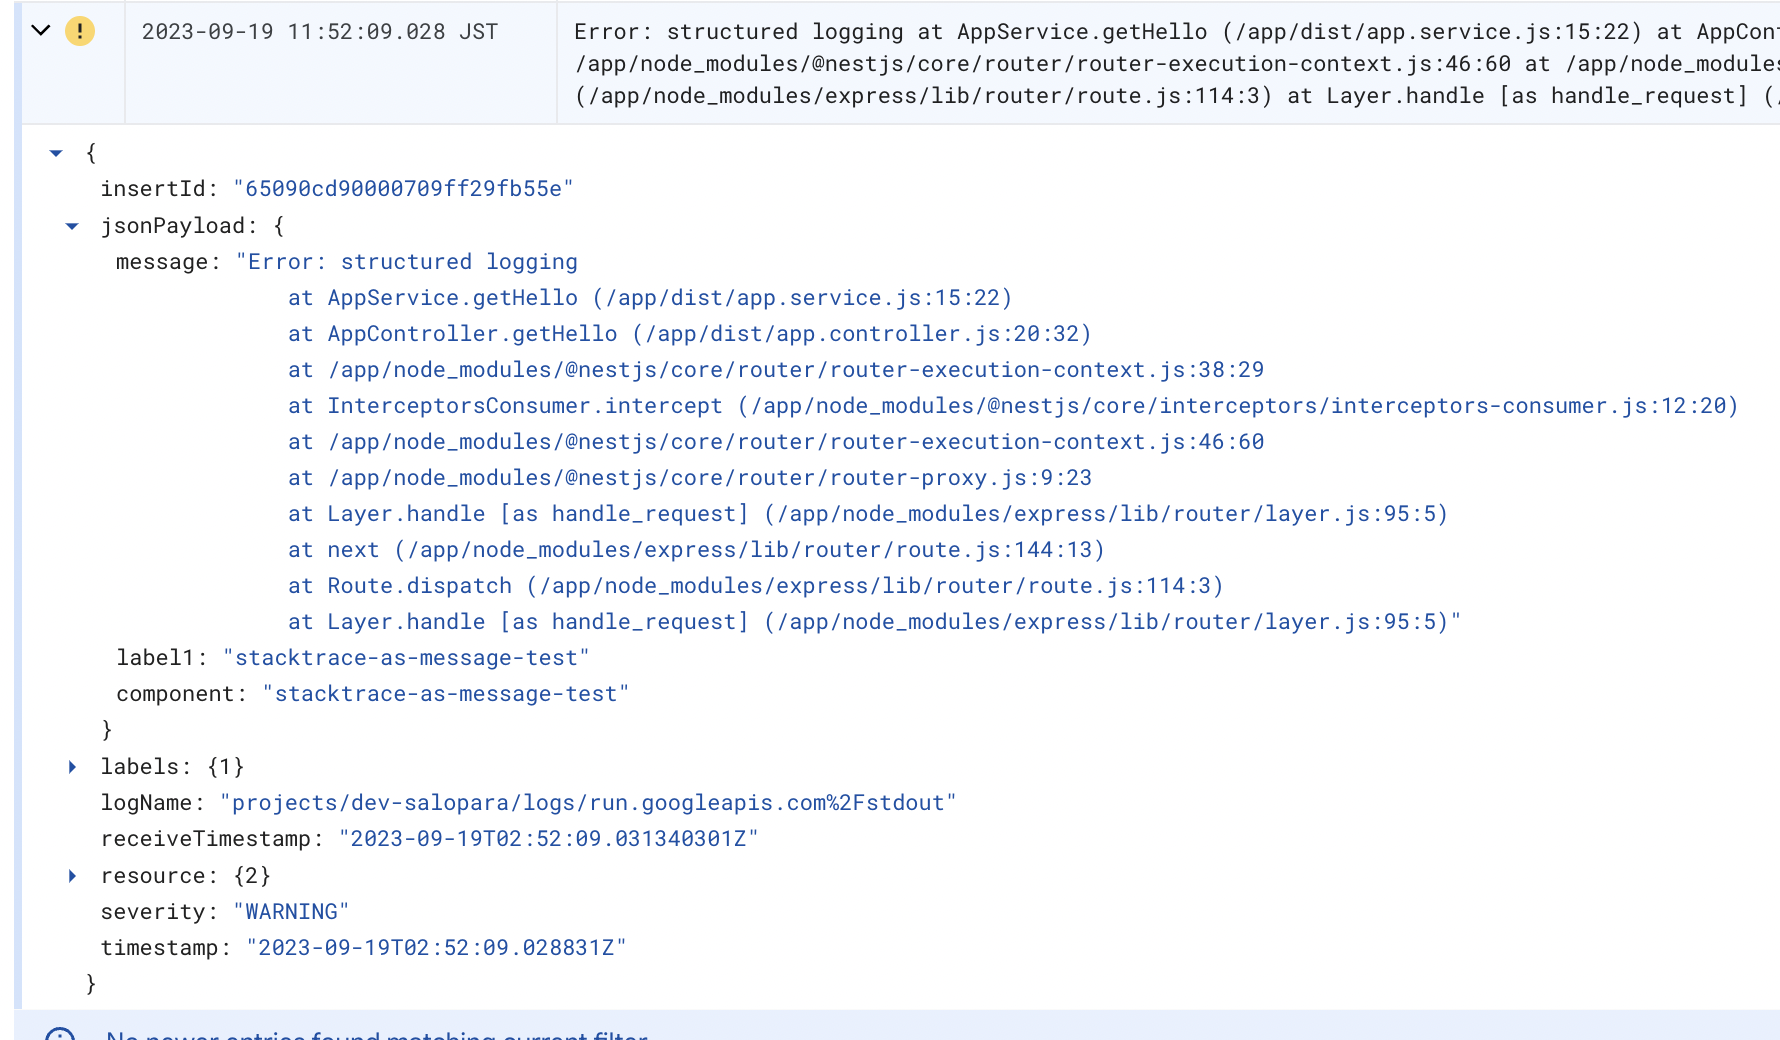 2023-09-19 11:52:09.028 JST
Error: structured logging at AppService.getHello (/app/dist/app.service.js:15:22) at
/app/node_modules/@nestjs/core/router/router-execution-context.js:46:60 at
(/app/node_modules/express/lib/router/route.js:114:3) at Layer.handle [as handle_request]
{
insertId: "65090cd90000709ff29fb55e"
jsonPayload: {
message: "Error: structured logging
at AppService.getHello (/app/dist/app.service.js:15:22)
at AppController.getHello (/app/dist/app.controller.js:20:32)
at /app/node_modules/@nestjs/core/router/router-execution-context.js:38:29
at InterceptorsConsumer.intercept (/app/node_modules/@nestjs/core/interceptors/interceptors-consumer.js:12:20)
at /app/node_modules/@nestjs/core/router/router-execution-context.js:46:60
at /app/node_modules/@nestjs/core/router/router-proxy.js:9:23
at Layer.handle [as handle_request] (/app/node_modules/express/lib/router/layer.js:95:5)
at next (/app/node_modules/express/lib/router/route.js:144:13)
at Route.dispatch (/app/node_modules/express/lib/router/route.js:114:3)
at Layer.handle [as handle_request] (/app/node_modules/express/lib/router/layer.js:95:5)"
label1: "stacktrace-as-message-test"
component: "stacktrace-as-message-test"
}
labels: {1}
logName: "projects/dev-salopara/logs/run.googleapis.com%2Fstdout"
receiveTimestamp: "2023-09-19T02:52:09.031340301Z"
resource: {2}
severity: "WARNING"
timestamp: "2023-09-19T02:52:09.028831Z"
}
No newer entries found matching current filter